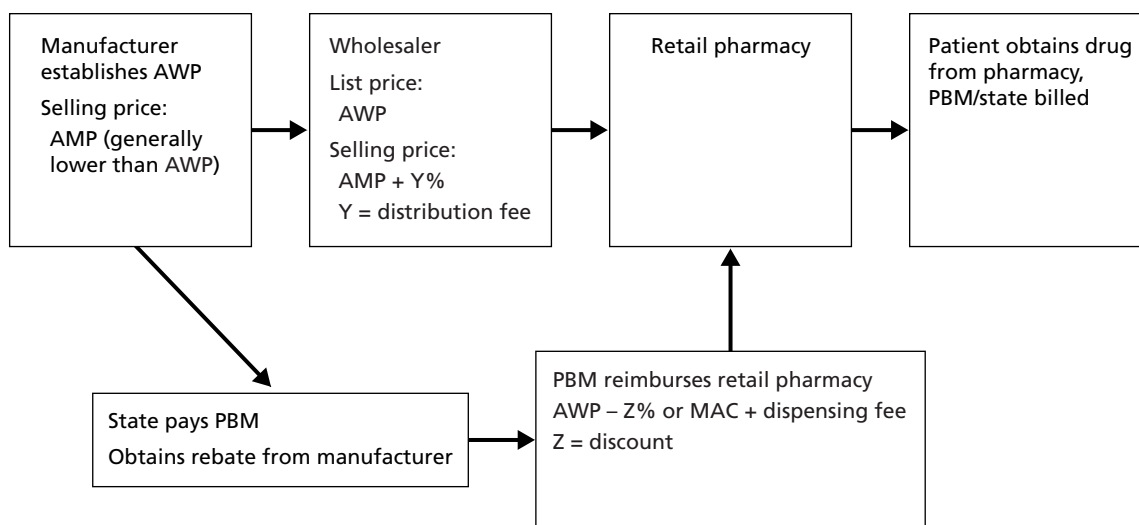 Manufacturer
establishes AWP
Selling price:
AMP (generally
lower than AWP)
Wholesaler
List price:
AWP
Selling price:
AMP + Y%
Y = distribution fee
Retail pharmacy
Patient obtains drug
from pharmacy,
PBM/state billed
State pays PBM
Obtains rebate from manufacturer
PBM reimburses retail pharmacy
AWP – Z% or MAC + dispensing fee
Z = discount